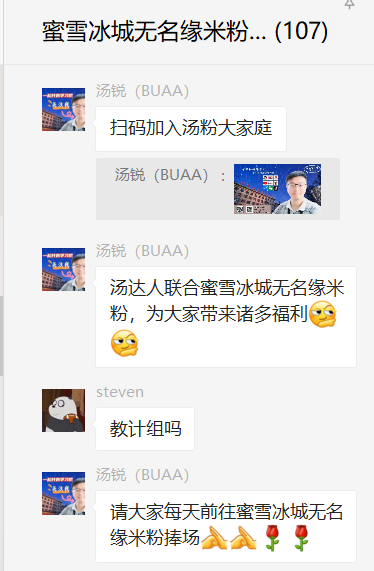 蜜雪冰城无名缘米粉... (107)
汤锐（BUAA）
扫码加入汤粉大家庭
汤锐（BUAA）：
汤锐（BUAA）
汤达人联合蜜雪冰城无名缘米
粉，为大家带来诸多福利
steven
教计组吗
汤锐（BUAA）
请大家每天前往蜜雪冰城无名
缘米粉捧场